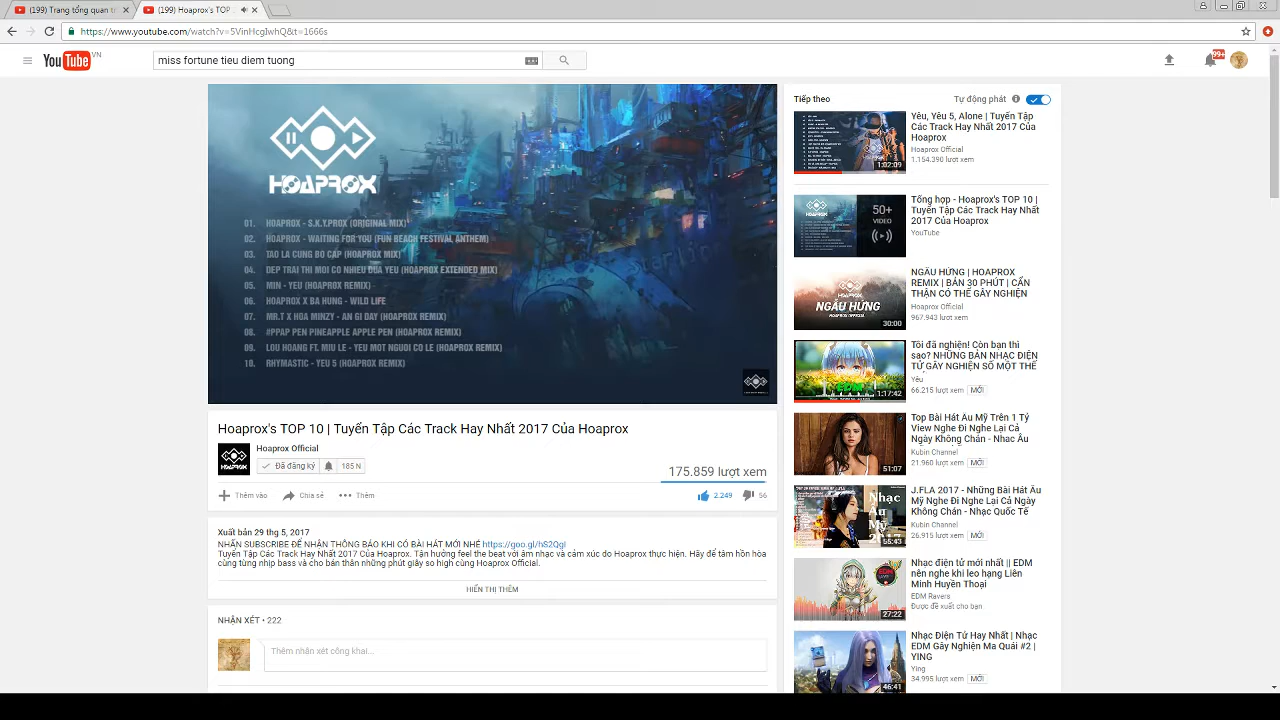 (199) Trang tổng quan tr
(199) Hoaprox's TOP
https://www.youtube.com/watch?v=5VinHcgIwhQ&t=1666s
YouTube VN
miss fortune tieu diem tuong
99+
HOAPROX
01. HOAPROX - S.K.Y.PROX (ORIGINAL MIX)
02. HOAPROX - WAITING FOR YOU (FUN BEACH FESTIVAL ANTHEM)
03. TAO LA CUNG BO CAP (HOAPROX MIX)
04. DEP TRAI THI MOI CO NHIEU DUA YEU (HOAPROX EXTENDED MIX)
05. MIN - YEU (HOAPROX REMIX)
06. HOAPROX X BA HUNG - WILD LIFE
07. MR.T X HOA MINZY - AN GI DAY (HOAPROX REMIX)
08. #PPAP PEN PINEAPPLE APPLE PEN (HOAPROX REMIX)
09. LOU HOANG FT. MIU LE - YEU MOT NGUOI CO LE (HOAPROX REMIX)
10. RHYMASTIC - YEU 5 (HOAPROX REMIX)
Hoaprox's TOP 10 | Tuyển Tập Các Track Hay Nhất 2017 Của Hoaprox
HOAPROX
Hoaprox Official
Đã đăng ký 185 N
175.859 lượt xem
Thêm vào Chia sẻ Thêm
2.249 56
Xuất bản 29 thg 5, 2017
NHẤN SUBSCRIBE ĐỂ NHẬN THÔNG BÁO KHI CÓ BÀI HÁT MỚI NHÉ https://goo.gl/hS2QgI
Tuyển Tập Các Track Hay Nhất 2017 Của Hoaprox. Tận hưởng feel the beat với âm nhạc và cảm xúc do Hoaprox thực hiện. Hãy để tâm hồn hòa
cùng từng nhịp bass và cho bản thân những phút giây so high cùng Hoaprox Official.
HIỂN THỊ THÊM
NHẬN XÉT • 222
Thêm nhận xét công khai...
Tiếp theo
Tự động phát
1:02:09
Yêu, Yêu 5, Alone | Tuyển Tập
Các Track Hay Nhất 2017 Của
Hoaprox
Hoaprox Official
1.154.390 lượt xem
50+
VIDEO
Tổng hợp - Hoaprox's TOP 10 |
Tuyển Tập Các Track Hay Nhất
2017 Của Hoaprox
YouTube
NGẪU HỨNG
30:00
NGẪU HỨNG | HOAPROX
REMIX | BẢN 30 PHÚT | CẨN
THẬN CÓ THỂ GÂY NGHIỆN
Hoaprox Official
967.943 lượt xem
EDM
1:17:42
Tôi đã nghiện! Còn bạn thì
sao? NHỮNG BẢN NHẠC ĐIỆN
TỬ GÂY NGHIỆN SỐ MỘT THẾ
Yêu
66.215 lượt xem MỚI
51:07
Top Bài Hát Âu Mỹ Trên 1 Tỷ
View Nghe Đi Nghe Lại Cả
Ngày Không Chán - Nhạc Âu
Kubin Channel
21.960 lượt xem MỚI
Nhạc
Âu
Mỹ
2017
55:43
J.FLA 2017 - Những Bài Hát Âu
Mỹ Nghe Đi Nghe Lại Cả Ngày
Không Chán - Nhạc Quốc Tế
Kubin Channel
26.915 lượt xem MỚI
27:22
Nhạc điện tử mới nhất || EDM
nên nghe khi leo hạng Liên
Minh Huyền Thoại
EDM Ravers
Được đề xuất cho bạn
46:41
Nhạc Điện Tử Hay Nhất | Nhạc
EDM Gây Nghiện Ma Quái #2 |
YING
Ying
34.995 lượt xem MỚI